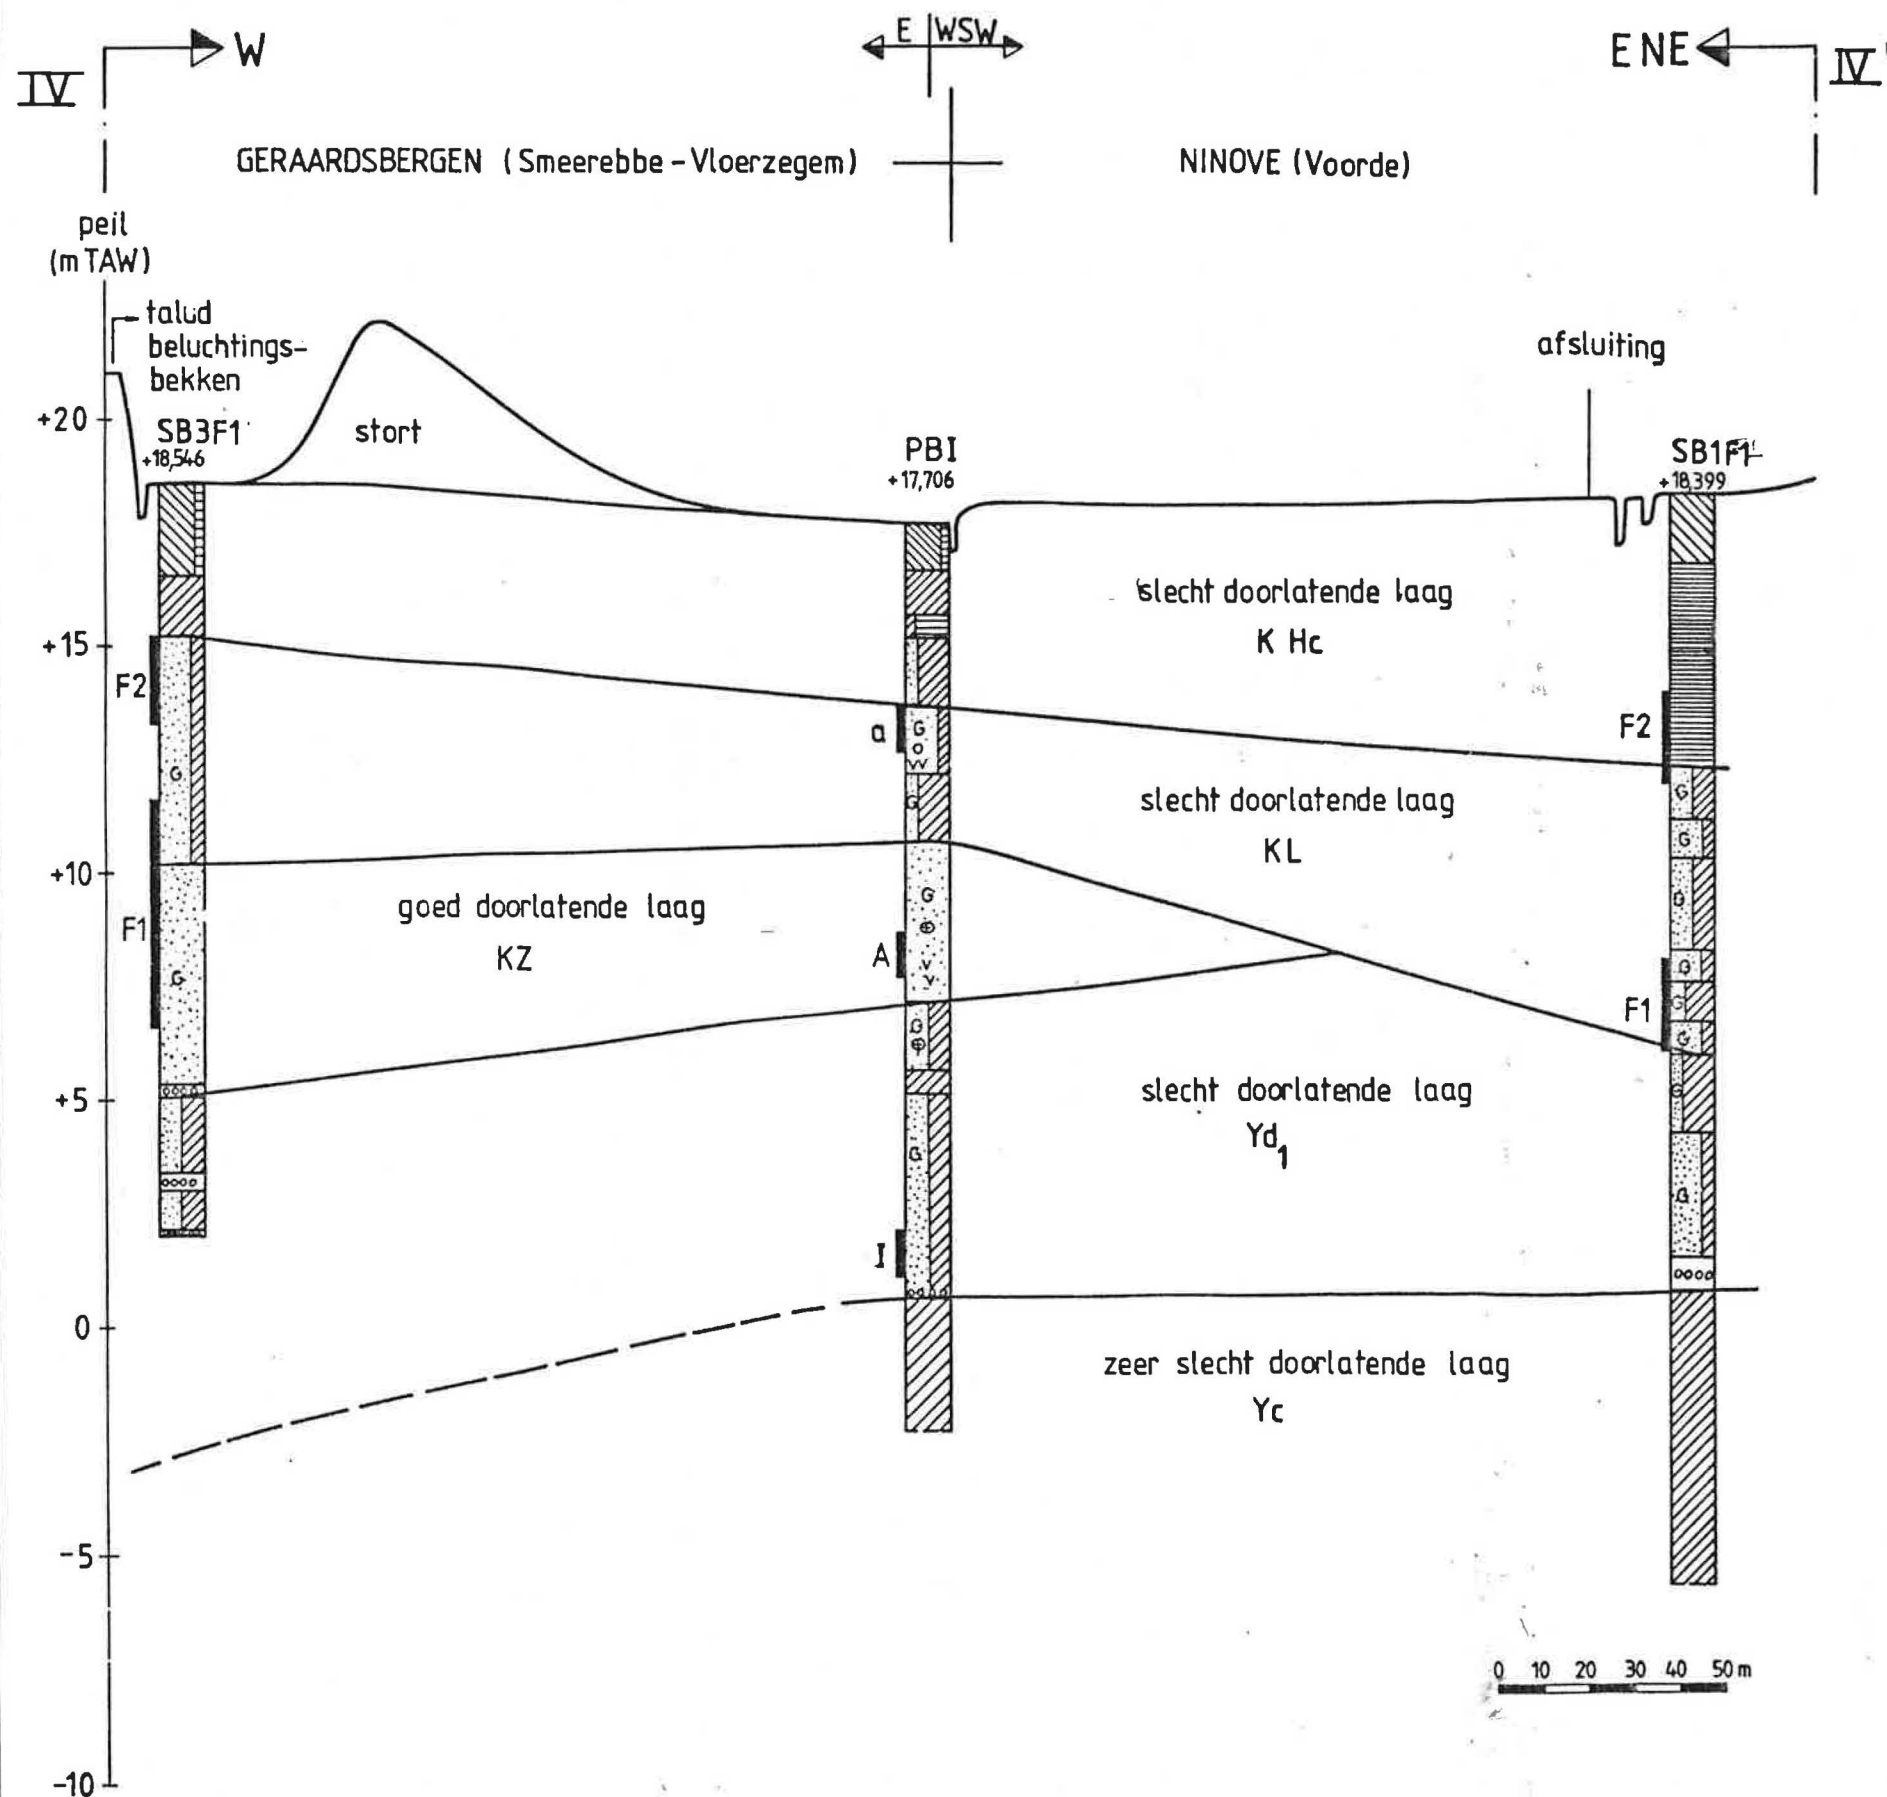 IV
W
E WSW
ENE
IV'
GERAARDSBERGEN (Smeerebbe - Vloerzegem)
NINOVE (Voorde)
peil
(mTAW)
talud
beluchtings-
bekken
afsluiting
+20
SB3F1
+18,546
stort
PBI
+17,706
SB1F1
+18,399
slecht doorlatende laag
K Hc
+15
F2
a
G
O
W
F2
G
slecht doorlatende laag
KL
G
G
G
+10
goed doorlatende laag
KZ
F1
G
G
A
V
V
G
G
G
F1
G
G
G
+5
slecht doorlatende laag
Yd1
G
G
G
I
0
zeer slecht doorlatende laag
Yc
-5
0 10 20 30 40 50 m
-10